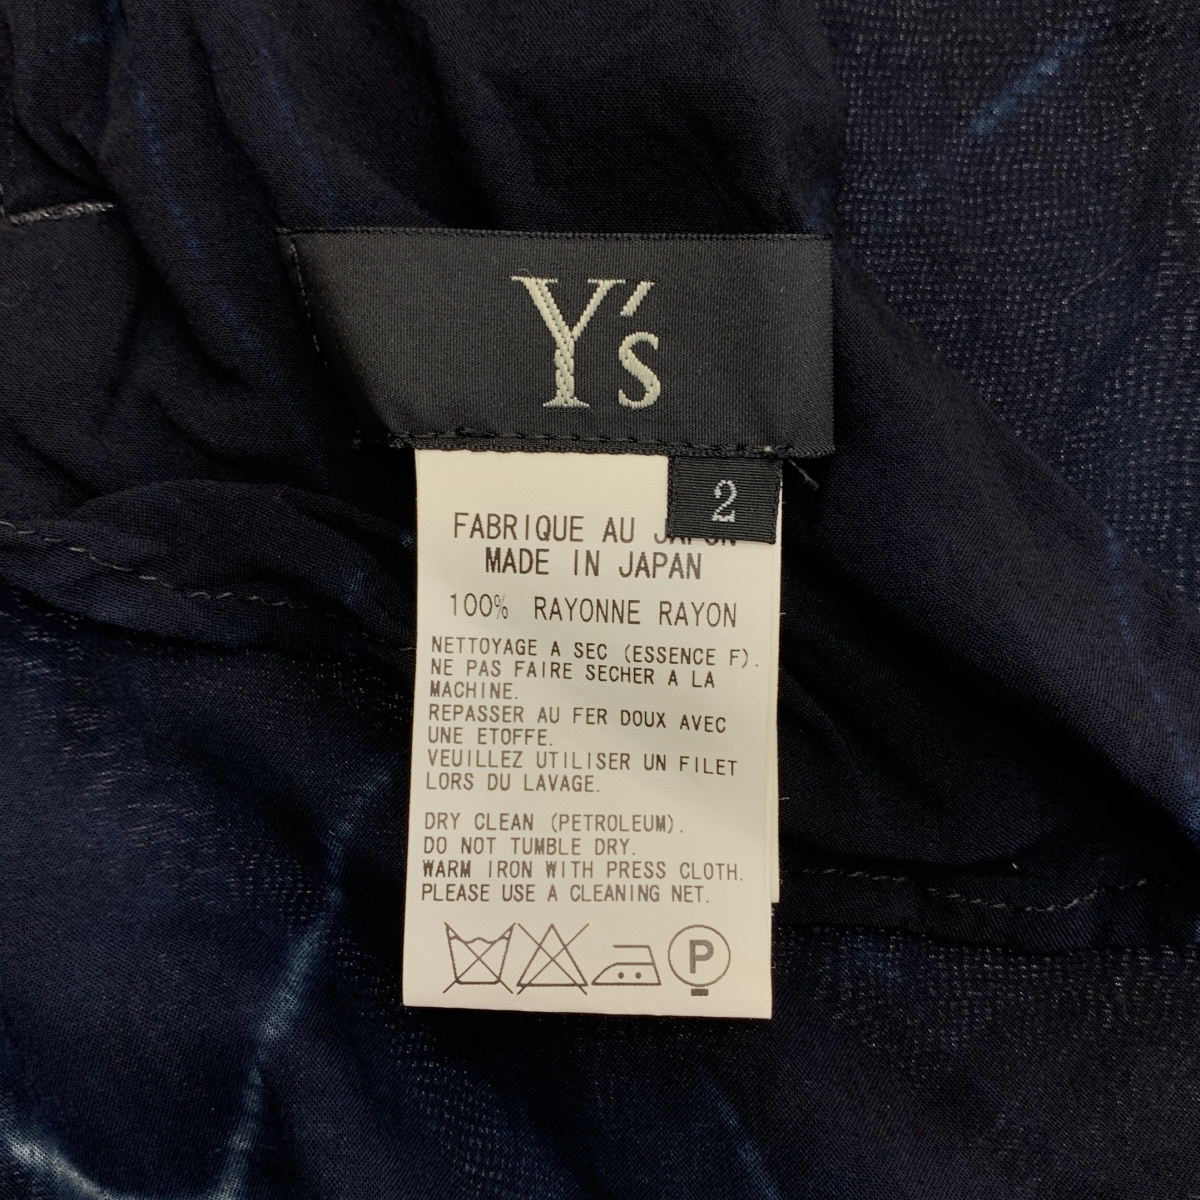 Y's
2
FABRIQUE AU JAPON
MADE IN JAPAN
100% RAYONNE RAYON
NETTOYAGE A SEC (ESSENCE F).
NE PAS FAIRE SECHER A LA
MACHINE.
REPASSER AU FER DOUX AVEC
UNE ETOFFE.
VEUILLEZ UTILISER UN FILET
LORS DU LAVAGE.
DRY CLEAN (PETROLEUM).
DO NOT TUMBLE DRY.
WARM IRON WITH PRESS CLOTH.
PLEASE USE A CLEANING NET.
P